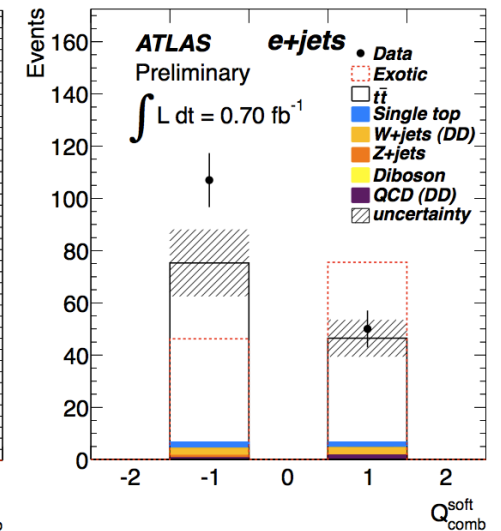 Events
160
140
120
100
80
60
40
20
0
ATLAS e+jets
Preliminary
∫ L dt = 0.70 fb⁻¹
Data
Exotic
tt̄
Single top
W+jets (DD)
Z+jets
Diboson
QCD (DD)
uncertainty
-2 -1 0 1 2
Q^soft_comb